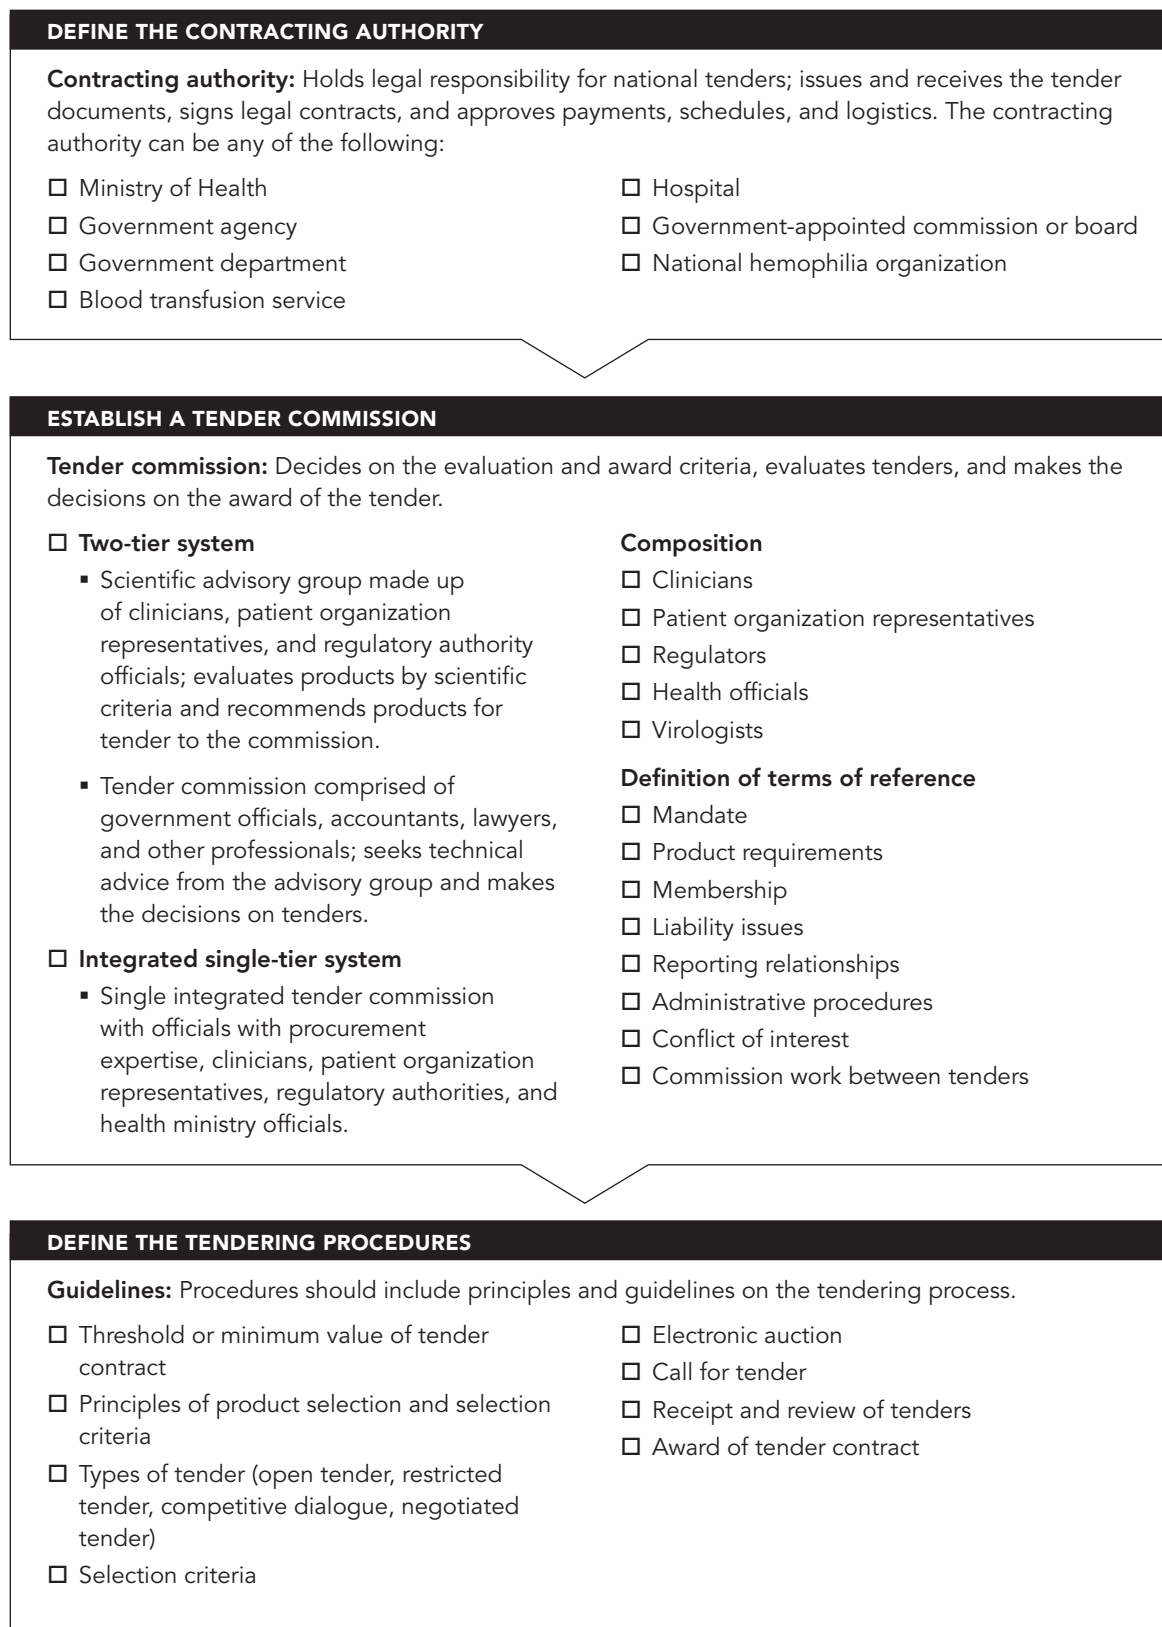 DEFINE THE CONTRACTING AUTHORITY
Contracting authority: Holds legal responsibility for national tenders; issues and receives the tender
documents, signs legal contracts, and approves payments, schedules, and logistics. The contracting
authority can be any of the following:
☐ Ministry of Health
☐ Government agency
☐ Government department
☐ Blood transfusion service
☐ Hospital
☐ Government-appointed commission or board
☐ National hemophilia organization
ESTABLISH A TENDER COMMISSION
Tender commission: Decides on the evaluation and award criteria, evaluates tenders, and makes the
decisions on the award of the tender.
☐ Two-tier system
▪ Scientific advisory group made up
of clinicians, patient organization
representatives, and regulatory authority
officials; evaluates products by scientific
criteria and recommends products for
tender to the commission.
▪ Tender commission comprised of
government officials, accountants, lawyers,
and other professionals; seeks technical
advice from the advisory group and makes
the decisions on tenders.
☐ Integrated single-tier system
▪ Single integrated tender commission
with officials with procurement
expertise, clinicians, patient organization
representatives, regulatory authorities, and
health ministry officials.
Composition
☐ Clinicians
☐ Patient organization representatives
☐ Regulators
☐ Health officials
☐ Virologists
Definition of terms of reference
☐ Mandate
☐ Product requirements
☐ Membership
☐ Liability issues
☐ Reporting relationships
☐ Administrative procedures
☐ Conflict of interest
☐ Commission work between tenders
DEFINE THE TENDERING PROCEDURES
Guidelines: Procedures should include principles and guidelines on the tendering process.
☐ Threshold or minimum value of tender
contract
☐ Principles of product selection and selection
criteria
☐ Types of tender (open tender, restricted
tender, competitive dialogue, negotiated
tender)
☐ Selection criteria
☐ Electronic auction
☐ Call for tender
☐ Receipt and review of tenders
☐ Award of tender contract